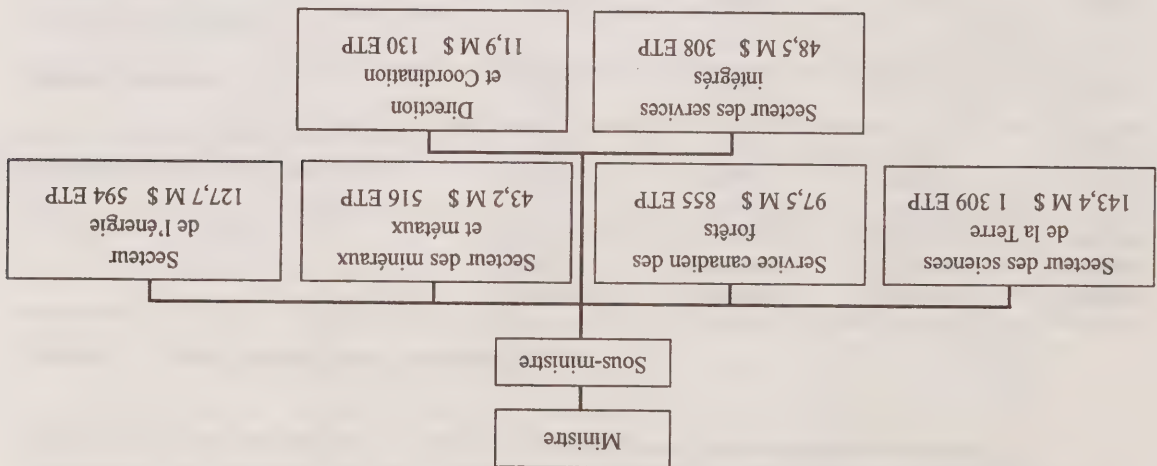 Ministre
Sous-ministre
Secteur des sciences
de la Terre
143,4 M $ 1 309 ETP
Service canadien des
forêts
97,5 M $ 855 ETP
Secteur des minéraux
et métaux
43,2 M $ 516 ETP
Secteur
de l'énergie
127.7 M $ 594 ETP
Secteur des services
intégrés
48,5 M $ 308 ETP
Direction
et Coordination
11,9 M $ 130 ETP